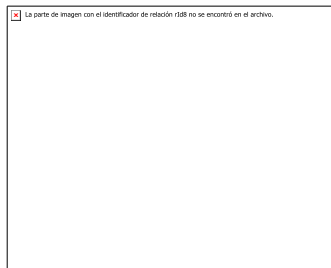 La parte de imagen con el identificador de relación rId8 no se encontró en el archivo.